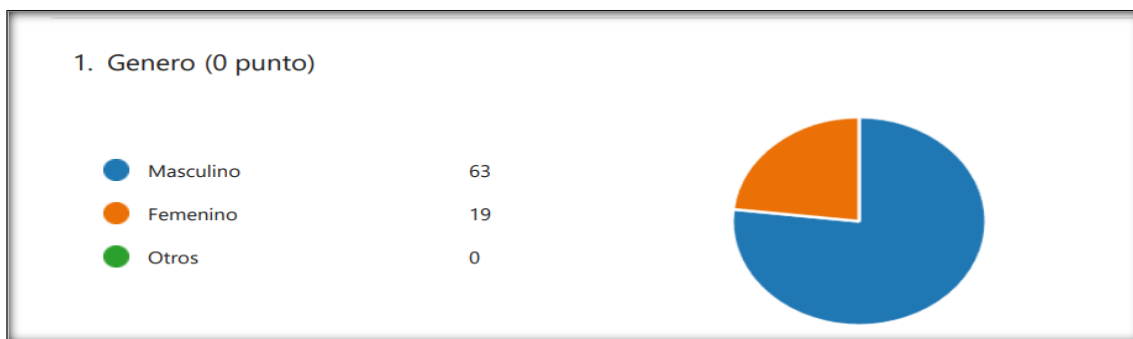 1. Genero (0 punto)
Masculino 63
Femenino 19
Otros 0